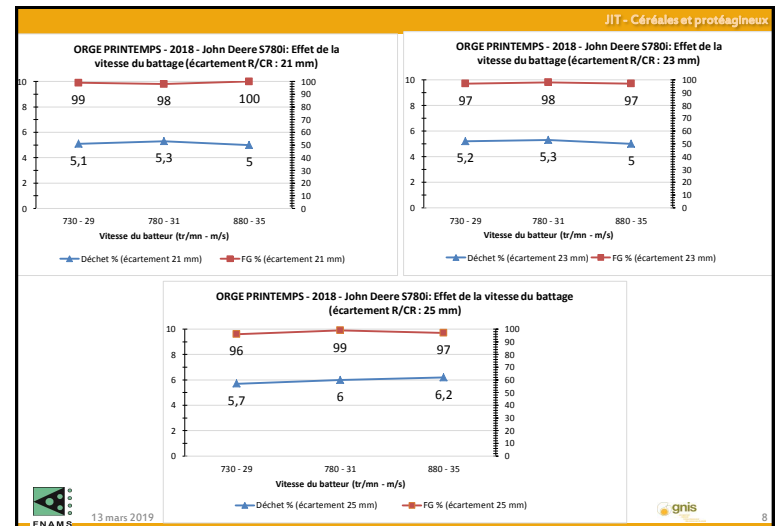 JIT - Céréales et protéagineux
ORGE PRINTEMPS - 2018 - John Deere S780i: Effet de la
vitesse du battage (écartement R/CR : 21 mm)
10
8
6
4
2
0
99
98
100
5,1
5,3
5
100
90
80
70
60
50
40
30
20
10
0
730 - 29
780 - 31
880 - 35
Vitesse du batteur (tr/mn - m/s)
Déchet % (écartement 21 mm)
FG % (écartement 21 mm)
ORGE PRINTEMPS - 2018 - John Deere S780i: Effet de la
vitesse du battage (écartement R/CR : 23 mm)
10
8
6
4
2
0
97
98
97
5,2
5,3
5
100
90
80
70
60
50
40
30
20
10
0
730 - 29
780 - 31
880 - 35
Vitesse du batteur (tr/mn - m/s)
Déchet % (écartement 23 mm)
FG % (écartement 23 mm)
ORGE PRINTEMPS - 2018 - John Deere S780i: Effet de la vitesse du battage
(écartement R/CR : 25 mm)
10
8
6
4
2
0
96
99
97
5,7
6
6,2
100
90
80
70
60
50
40
30
20
10
0
730 - 29
780 - 31
880 - 35
Vitesse du batteur (tr/mn - m/s)
Déchet % (écartement 25 mm)
FG % (écartement 25 mm)
13 mars 2019
gnis
8